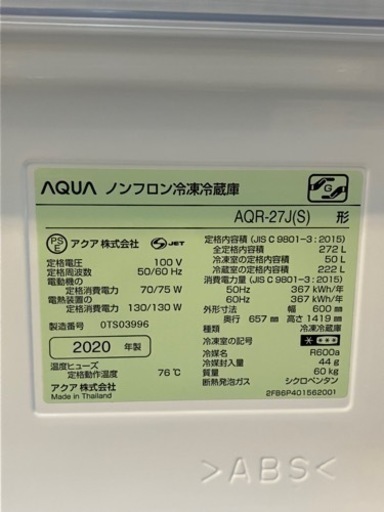 AQUA ノンフロン冷凍冷蔵庫
AQR-27J(S) 形
PS E アクア株式会社 S JET
定格電圧 100 V
定格周波数 50/60 Hz
電動機の
定格消費電力 70/75 W
電熱装置の
定格消費電力 130/130 W
製造番号 0TS03996
2020 年製
温度ヒューズ
定格動作温度 76℃
アクア株式会社
Made in Thailand
G
定格内容積 (JIS C 9801-3:2015)
全定格内容積 272 L
冷凍室の定格内容積 50 L
冷蔵室の定格内容積 222 L
消費電力量 (JIS C 9801-3:2015)
50Hz 367 kWh/年
60Hz 367 kWh/年
外形寸法 幅 600 mm
奥行 657 mm 高さ 1419 mm
種類 冷凍冷蔵庫
冷凍室の記号
冷媒名 R600a
冷媒封入量 44 g
質量 60 kg
断熱発泡ガス シクロペンタン
2FB6P401562001
>ABS<